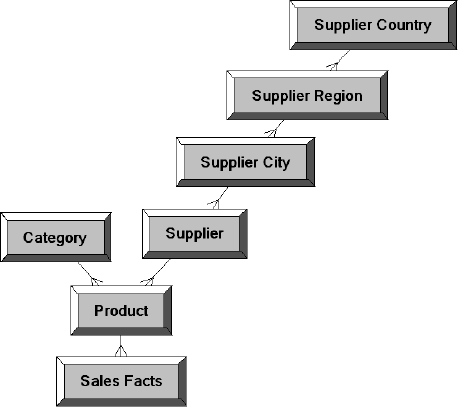 Supplier Country
Supplier Region
Supplier City
Supplier
Category
Product
Sales Facts